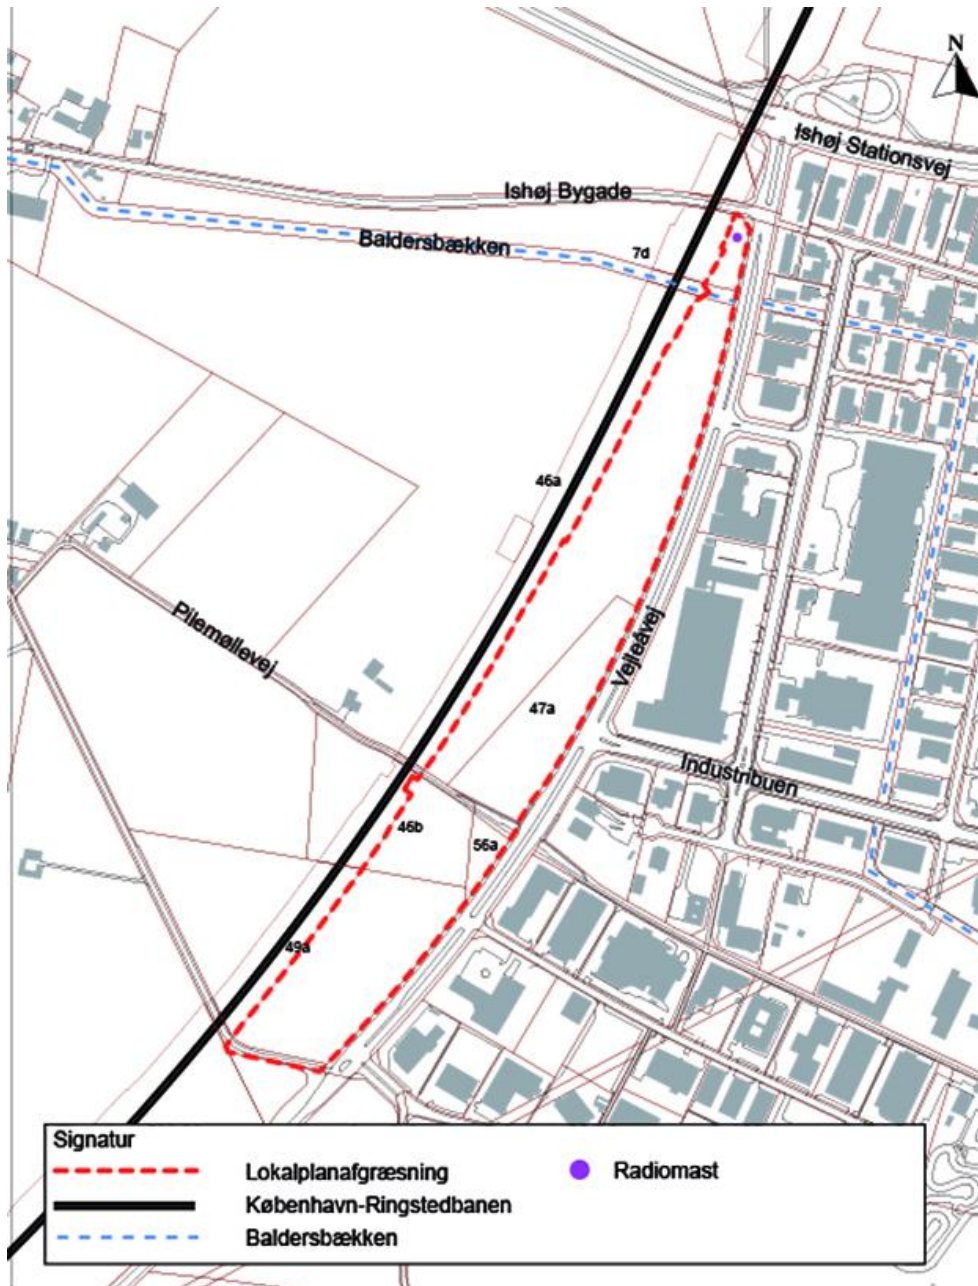 N
Ishøj Stationsvej
Ishøj Bygade
Baldersbækken
7d
46a
Pilemøllevej
Vejleåvej
47a
Industribuen
46b
56a
49a
Signatur
Lokalplanafgræsning
Radiomast
København-Ringstedbanen
Baldersbækken